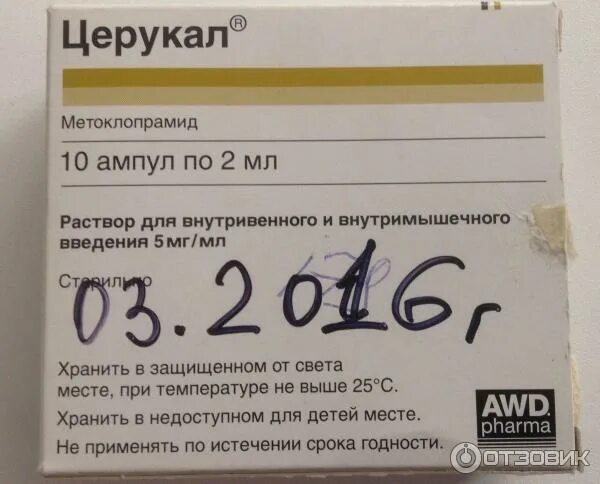 Церукал®
Метоклопрамид
10 ампул по 2 мл
Раствор для внутривенного и внутримышечного
введения 5мг/мл
Стерильно
03.2016 г
Хранить в защищенном от света
месте, при температуре не выше 25°С.
Хранить в недоступном для детей месте.
Не применять по истечении срока годности.
AWD.
pharma
ОТЗОВИК